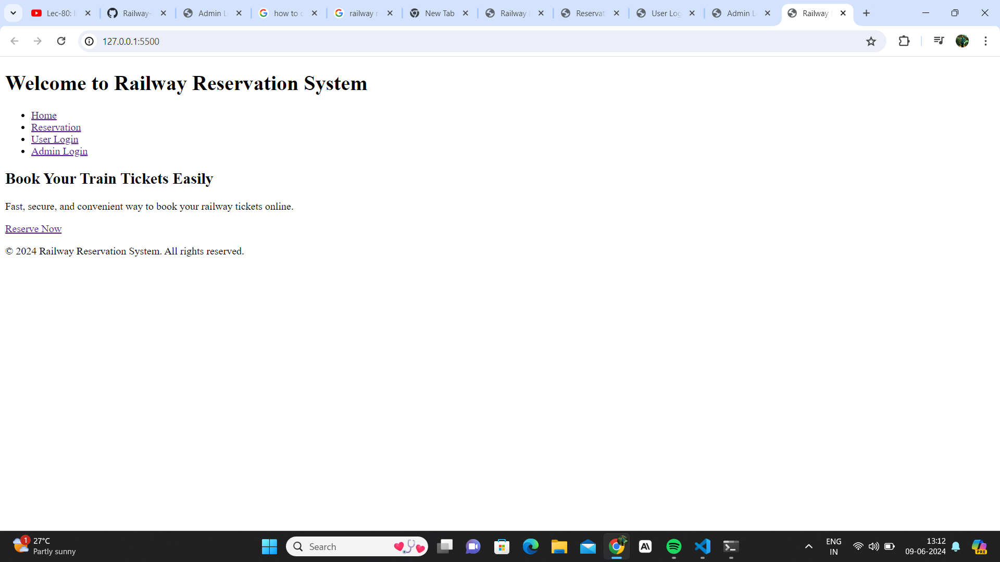 Lec-80: I
Railway-
Admin L
how to c
railway r
New Tab
Railway
Reservat
User Log
Admin L
Railway
127.0.0.1:5500
Welcome to Railway Reservation System
Home
Reservation
User Login
Admin Login
Book Your Train Tickets Easily
Fast, secure, and convenient way to book your railway tickets online.
Reserve Now
© 2024 Railway Reservation System. All rights reserved.
1
27°C
Partly sunny
Search
ENG
IN
13:12
09-06-2024
PRE